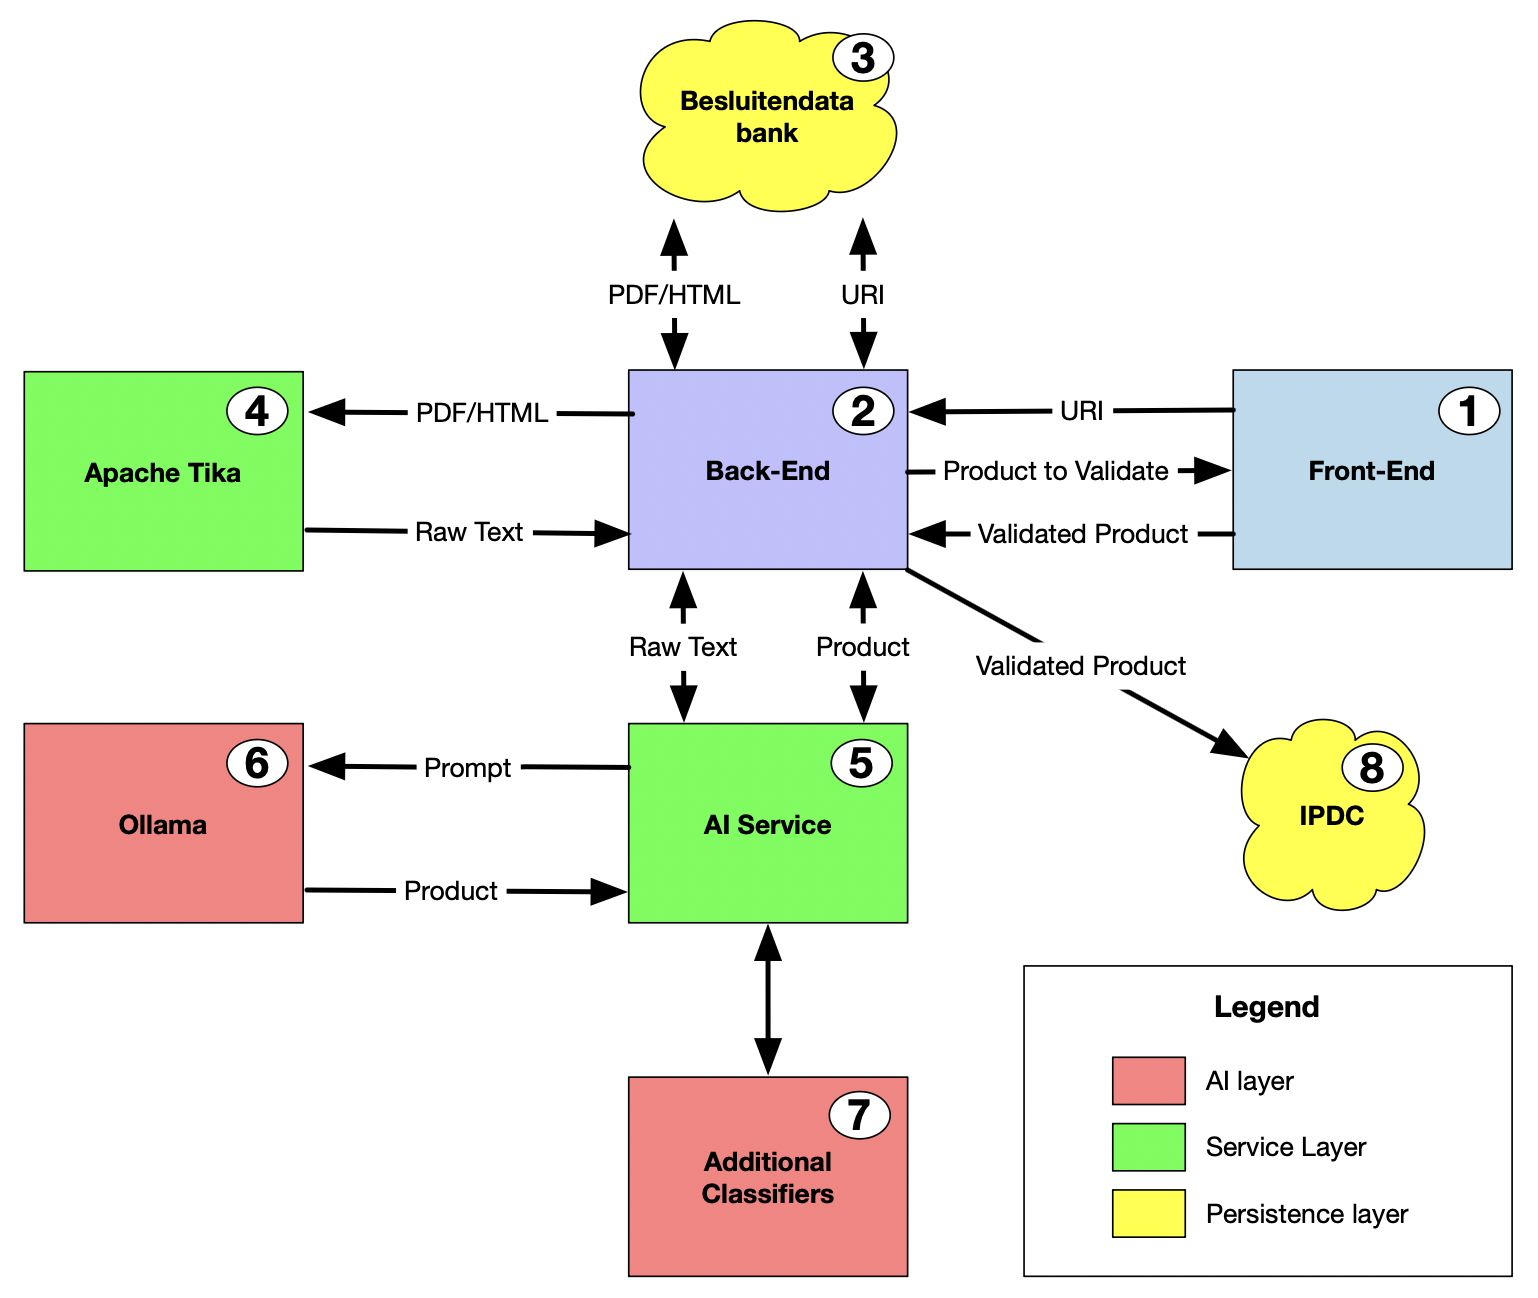 3
Besluitendata
bank
PDF/HTML
URI
4
Apache Tika
PDF/HTML
Raw Text
2
Back-End
URI
Product to Validate
Validated Product
1
Front-End
Raw Text
Product
Validated Product
6
Ollama
Prompt
Product
5
AI Service
8
IPDC
7
Additional
Classifiers
Legend
AI layer
Service Layer
Persistence layer